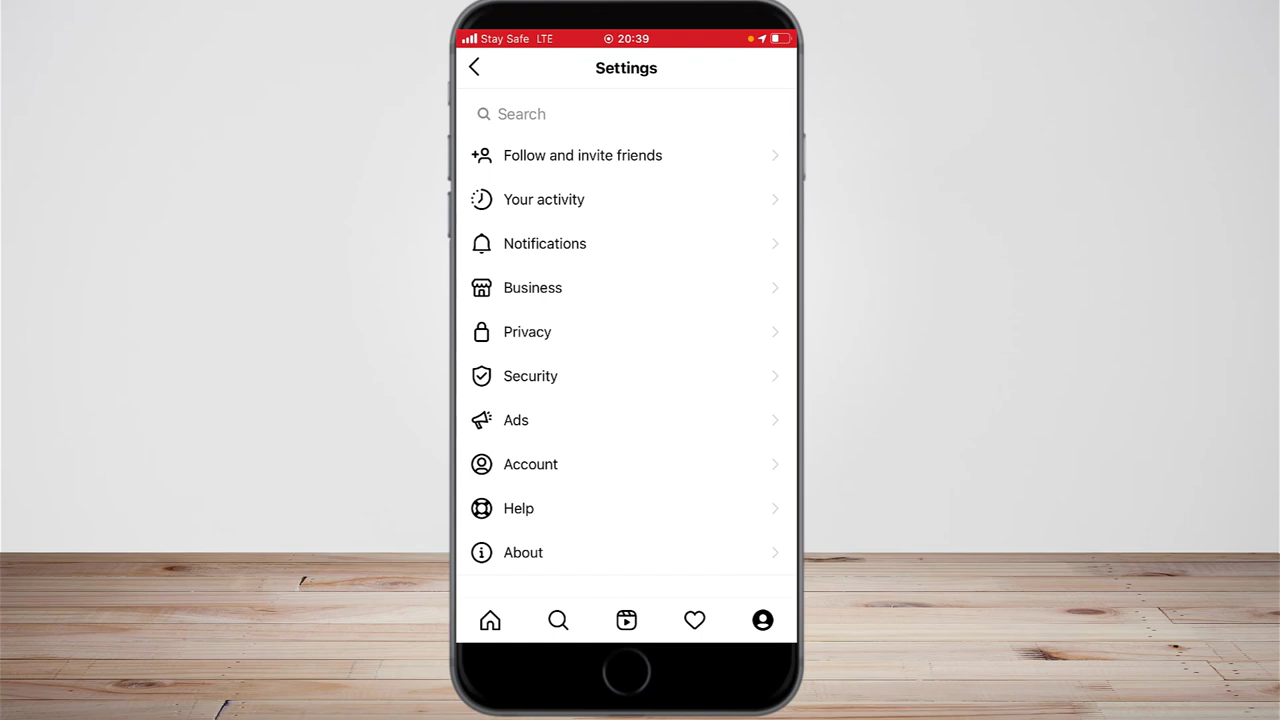 Stay Safe LTE 20:39
Settings
Search
Follow and invite friends
Your activity
Notifications
Business
Privacy
Security
Ads
Account
Help
About